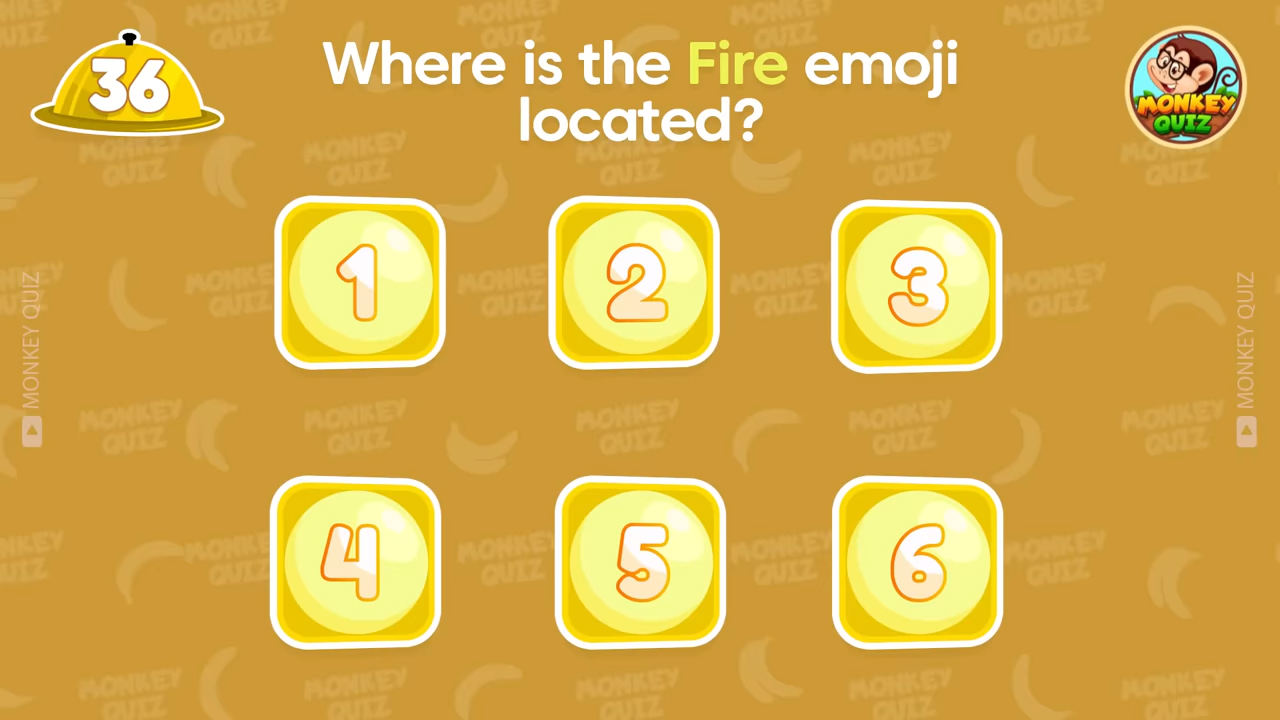 36
Where is the Fire emoji
located?
MONKEY
QUIZ
1
2
3
4
5
6
MONKEY QUIZ
MONKEY QUIZ